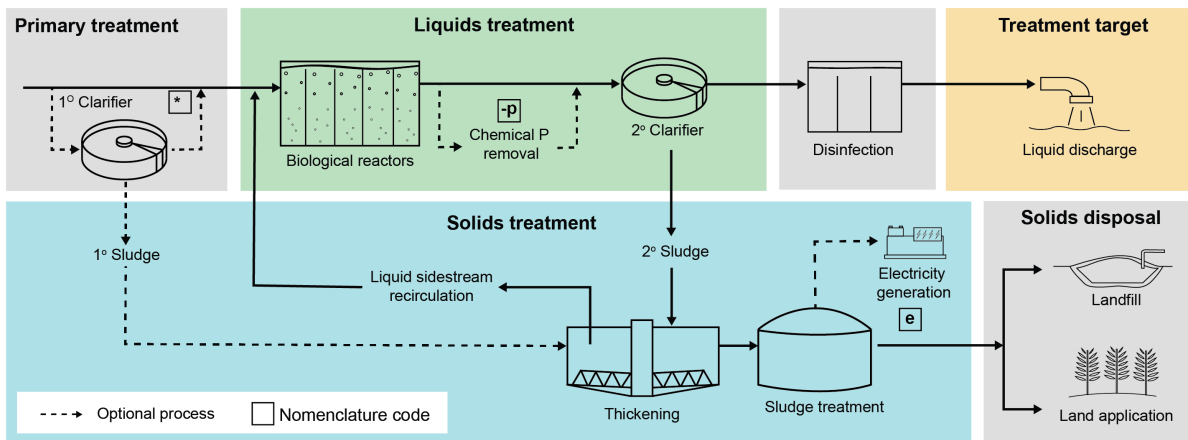 Primary treatment
Liquids treatment
Treatment target
1º Clarifier
*
-p
Chemical P
removal
2º Clarifier
Biological reactors
Disinfection
Liquid discharge
Solids treatment
Solids disposal
1º Sludge
2º Sludge
Liquid sidestream
recirculation
Electricity
generation
e
Landfill
Thickening
Sludge treatment
Land application
Optional process
Nomenclature code